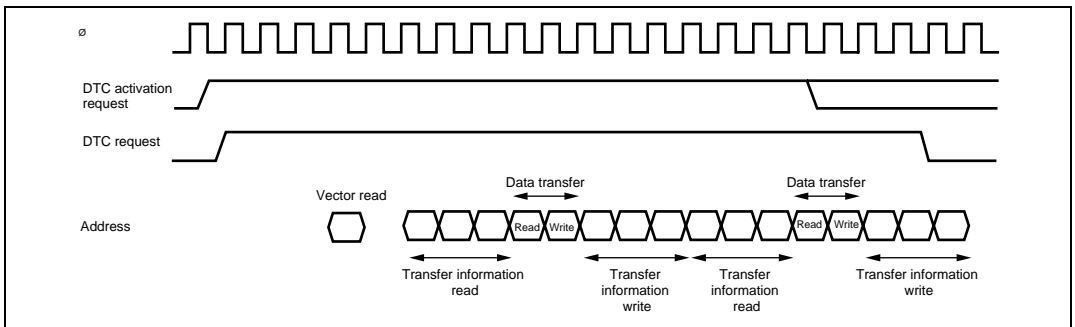 ø
DTC activation
request
DTC request
Data transfer
Data transfer
Vector read
Address
Read
Write
Read
Write
Transfer information
read
Transfer
information
write
Transfer
information
read
Transfer information
write